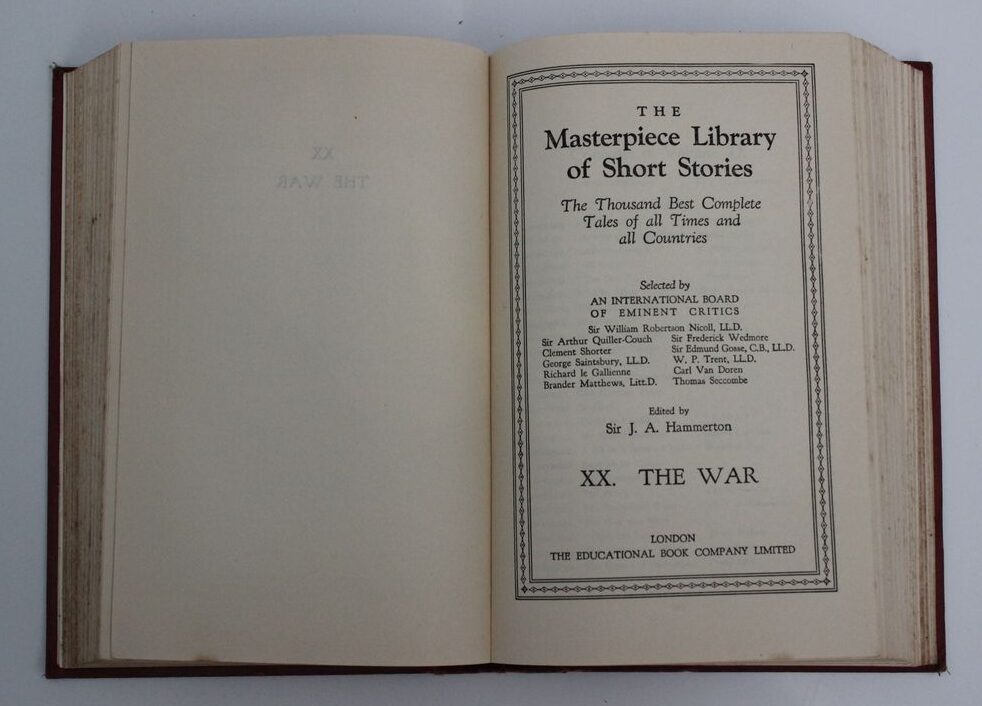 XX
THE WAR
THE
Masterpiece Library
of Short Stories
The Thousand Best Complete
Tales of all Times and
all Countries
Selected by
AN INTERNATIONAL BOARD
OF EMINENT CRITICS
Sir William Robertson Nicoll, LL.D.
Sir Arthur Quiller-Couch
Clement Shorter
George Saintsbury, LL.D.
Richard le Gallienne
Brander Matthews, Litt.D.
Sir Frederick Wedmore
Sir Edmund Gosse, C.B., LL.D.
W. P. Trent, LL.D.
Carl Van Doren
Thomas Seccombe
Edited by
Sir J. A. Hammerton
XX. THE WAR
LONDON
THE EDUCATIONAL BOOK COMPANY LIMITED